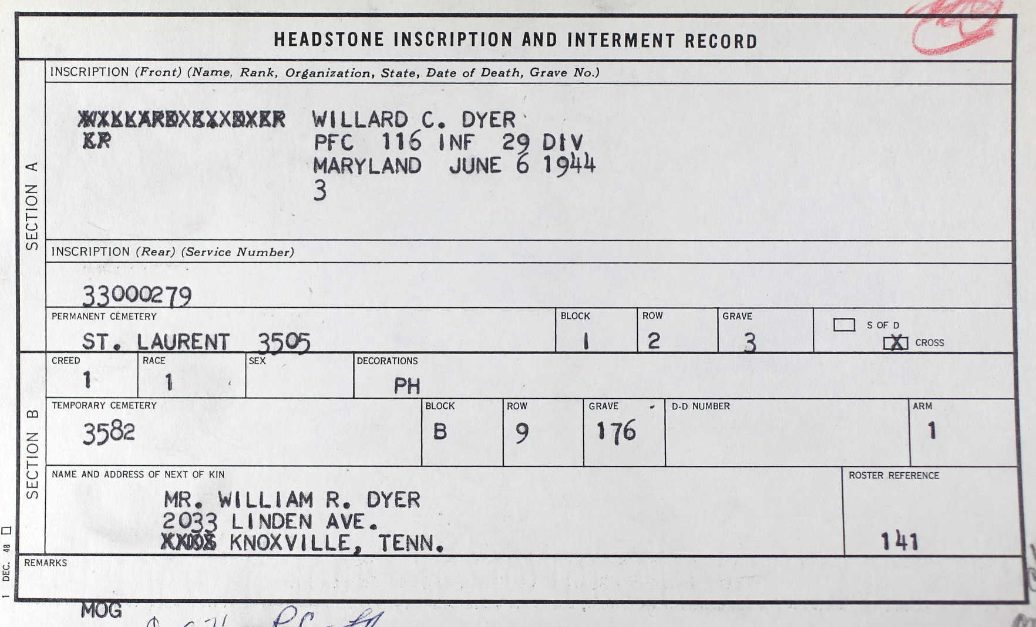 HEADSTONE INSCRIPTION AND INTERMENT RECORD
SECTION A
INSCRIPTION (Front) (Name, Rank, Organization, State, Date of Death, Grave No.)
WILLARD C. DYER
PFC 116 INF 29 DIV
MARYLAND JUNE 6 1944
3
INSCRIPTION (Rear) (Service Number)
33000279
PERMANENT CEMETERY BLOCK ROW GRAVE S OF D
ST. LAURENT 3505 1 2 3 X CROSS
SECTION B
CREED RACE SEX DECORATIONS
1 1 PH
TEMPORARY CEMETERY BLOCK ROW GRAVE D-D NUMBER ARM
3582 B 9 176 1
NAME AND ADDRESS OF NEXT OF KIN ROSTER REFERENCE
MR. WILLIAM R. DYER
2033 LINDEN AVE.
KNOXVILLE, TENN. 141
REMARKS
1 DEC. 48
MOG